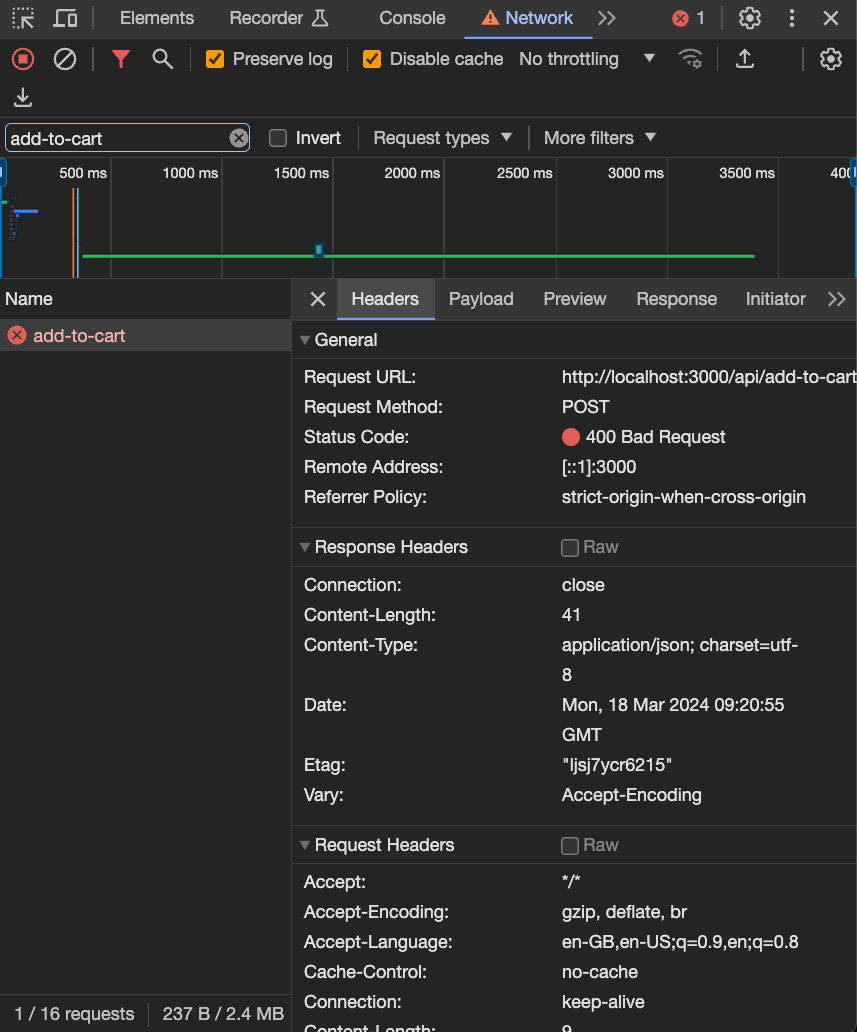 Elements Recorder Console Network 1
Preserve log Disable cache No throttling
add-to-cart Invert Request types More filters
500 ms 1000 ms 1500 ms 2000 ms 2500 ms 3000 ms 3500 ms 400
Name Headers Payload Preview Response Initiator
add-to-cart
General
Request URL: http://localhost:3000/api/add-to-cart
Request Method: POST
Status Code: 400 Bad Request
Remote Address: [::1]:3000
Referrer Policy: strict-origin-when-cross-origin
Response Headers Raw
Connection: close
Content-Length: 41
Content-Type: application/json; charset=utf-
8
Date: Mon, 18 Mar 2024 09:20:55
GMT
Etag: "ljsj7ycr6215"
Vary: Accept-Encoding
Request Headers Raw
Accept: */*
Accept-Encoding: gzip, deflate, br
Accept-Language: en-GB,en-US;q=0.9,en;q=0.8
Cache-Control: no-cache
Connection: keep-alive
Content-Length: 9
1 / 16 requests 237 B / 2.4 MB